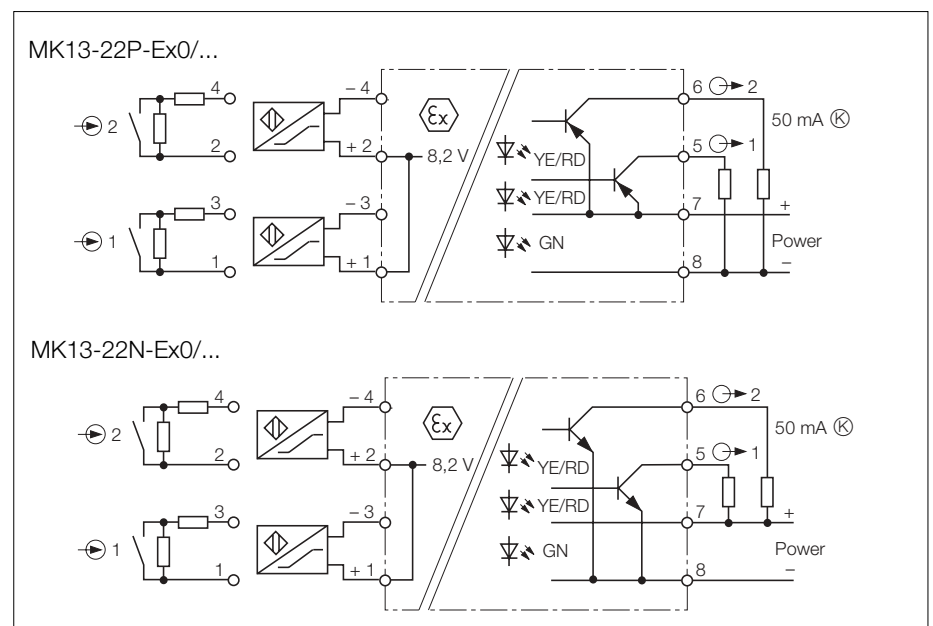 MK13-22P-Ex0/...
4
– 4
6
2
2
εx
50 mA Ⓚ
2
+ 2
8,2 V
YE/RD
5
1
3
– 3
YE/RD
7
+
1
GN
Power
1
+ 1
8
–
MK13-22N-Ex0/...
4
– 4
6
2
2
εx
50 mA Ⓚ
2
+ 2
8,2 V
YE/RD
5
1
3
– 3
YE/RD
7
+
1
GN
Power
1
+ 1
8
–